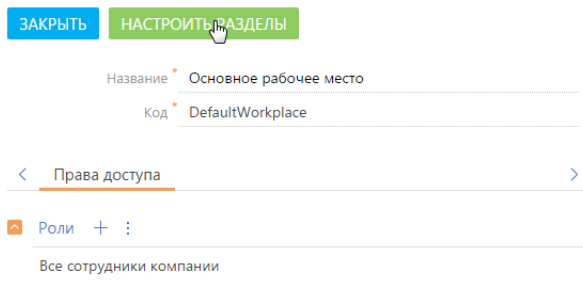 ЗАКРЫТЬ НАСТРОИТЬ РАЗДЕЛЫ
Название * Основное рабочее место
Код * DefaultWorkplace
Права доступа
Роли
Все сотрудники компании